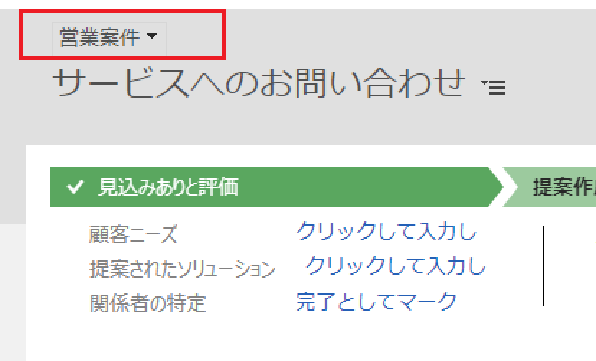 営業案件
サービスへのお問い合わせ
見込みありと評価 提案作
顧客ニーズ クリックして入力し
提案されたソリューション クリックして入力し
関係者の特定 完了としてマーク